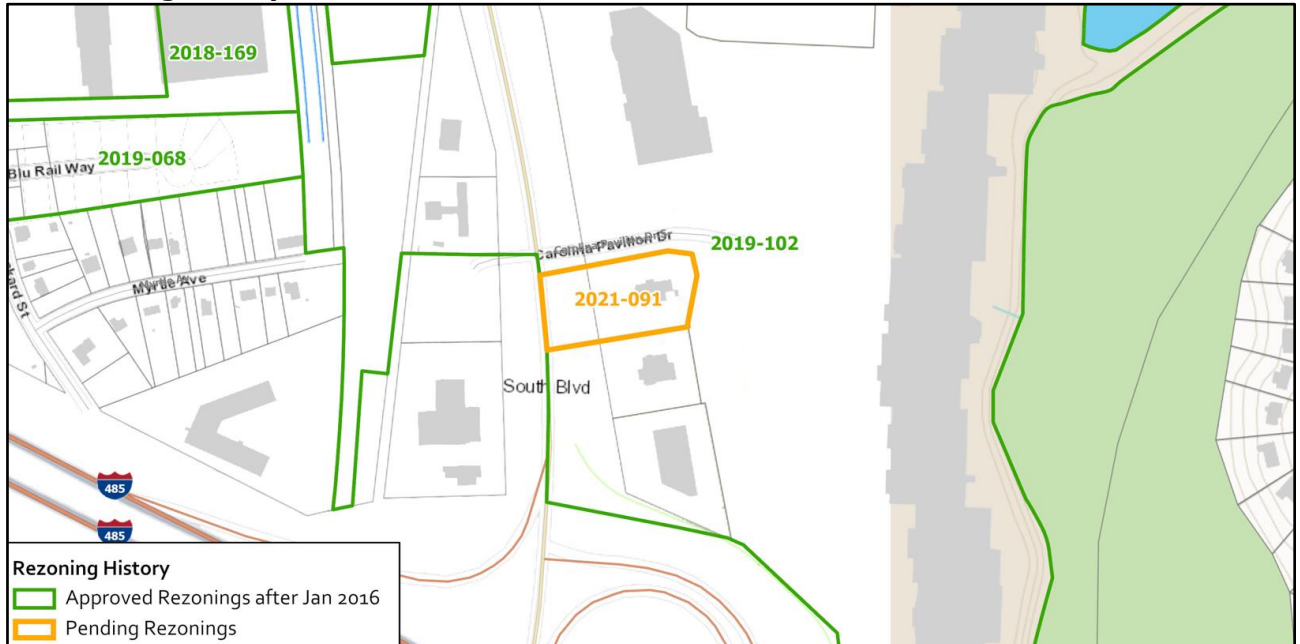 2018-169
2019-068
Blu Rail Way
Carolina Pavilion Dr
2019-102
Myrtle Ave
2021-091
South Blvd
485
485
Rezoning History
Approved Rezonings after Jan 2016
Pending Rezonings